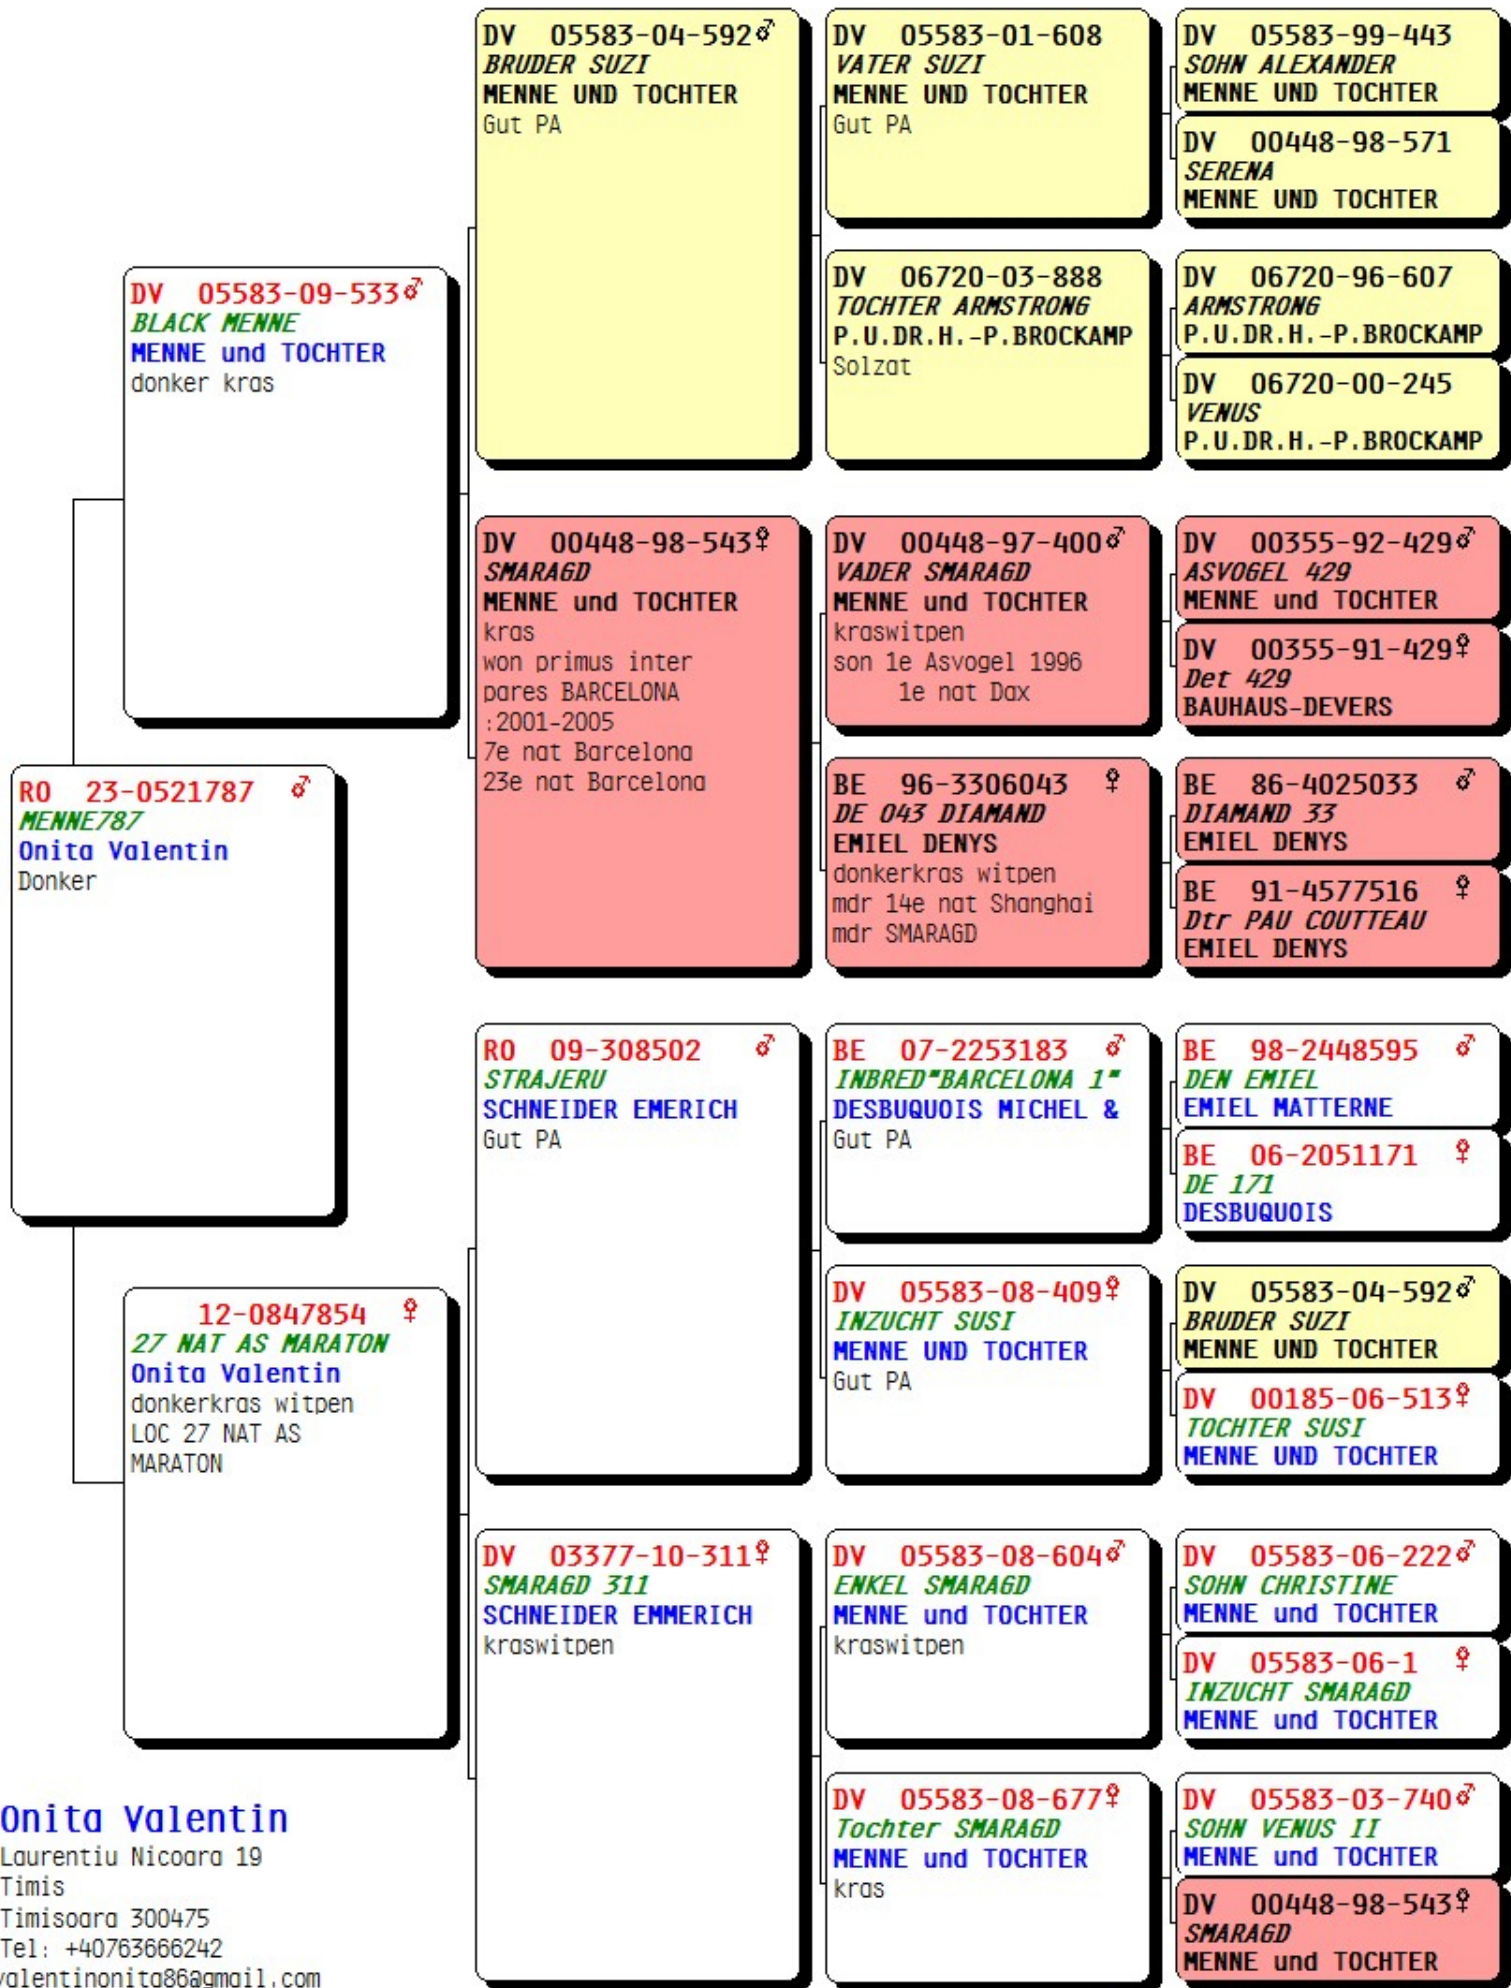 DV 05583-04-592♂
BRUDER SUZI
MENNE UND TOCHTER
Gut PA
DV 05583-01-608
VATER SUZI
MENNE UND TOCHTER
Gut PA
DV 05583-99-443
SOHN ALEXANDER
MENNE UND TOCHTER
DV 00448-98-571
SERENA
MENNE UND TOCHTER
DV 06720-03-888
TOCHTER ARMSTRONG
P.U.DR.H.-P.BROCKAMP
Solzat
DV 06720-96-607
ARMSTRONG
P.U.DR.H.-P.BROCKAMP
DV 06720-00-245
VENUS
P.U.DR.H.-P.BROCKAMP
DV 05583-09-533♂
BLACK MENNE
MENNE und TOCHTER
donker kras
DV 00448-98-543♀
SMARAGD
MENNE und TOCHTER
kras
won primus inter
pares BARCELONA
:2001-2005
7e nat Barcelona
23e nat Barcelona
DV 00448-97-400♂
VADER SMARAGD
MENNE und TOCHTER
kraswitpen
son 1e Asvogel 1996
1e nat Dax
DV 00355-92-429♂
ASVOGEL 429
MENNE und TOCHTER
DV 00355-91-429♀
Det 429
BAUHAUS-DEVERS
BE 96-3306043 ♀
DE 043 DIAMAND
EMIEL DENYS
donkerkras witpen
mdr 14e nat Shanghai
mdr SMARAGD
BE 86-4025033 ♂
DIAMAND 33
EMIEL DENYS
BE 91-4577516 ♀
Dtr PAU COUTTEAU
EMIEL DENYS
RO 23-0521787 ♂
MENNE787
Onita Valentin
Donker
RO 09-308502 ♂
STRAJERU
SCHNEIDER EMERICH
Gut PA
BE 07-2253183 ♂
INBRED"BARCELONA 1"
DESBUQUOIS MICHEL &
Gut PA
BE 98-2448595 ♂
DEN EMIEL
EMIEL MATTERNE
BE 06-2051171 ♀
DE 171
DESBUQUOIS
DV 05583-08-409♀
INZUCHT SUSI
MENNE UND TOCHTER
Gut PA
DV 05583-04-592♂
BRUDER SUZI
MENNE UND TOCHTER
DV 00185-06-513♀
TOCHTER SUSI
MENNE UND TOCHTER
12-0847854 ♀
27 NAT AS MARATON
Onita Valentin
donkerkras witpen
LOC 27 NAT AS
MARATON
DV 03377-10-311♀
SMARAGD 311
SCHNEIDER EMMERICH
kraswitpen
DV 05583-08-604♂
ENKEL SMARAGD
MENNE und TOCHTER
kraswitpen
DV 05583-06-222♂
SOHN CHRISTINE
MENNE und TOCHTER
DV 05583-06-1 ♀
INZUCHT SMARAGD
MENNE und TOCHTER
DV 05583-08-677♀
Tochter SMARAGD
MENNE und TOCHTER
kras
DV 05583-03-740♂
SOHN VENUS II
MENNE und TOCHTER
DV 00448-98-543♀
SMARAGD
MENNE und TOCHTER
Onita Valentin
Laurentiu Nicoara 19
Timis
Timisoara 300475
Tel: +40763666242
valentinonita86@gmail.com